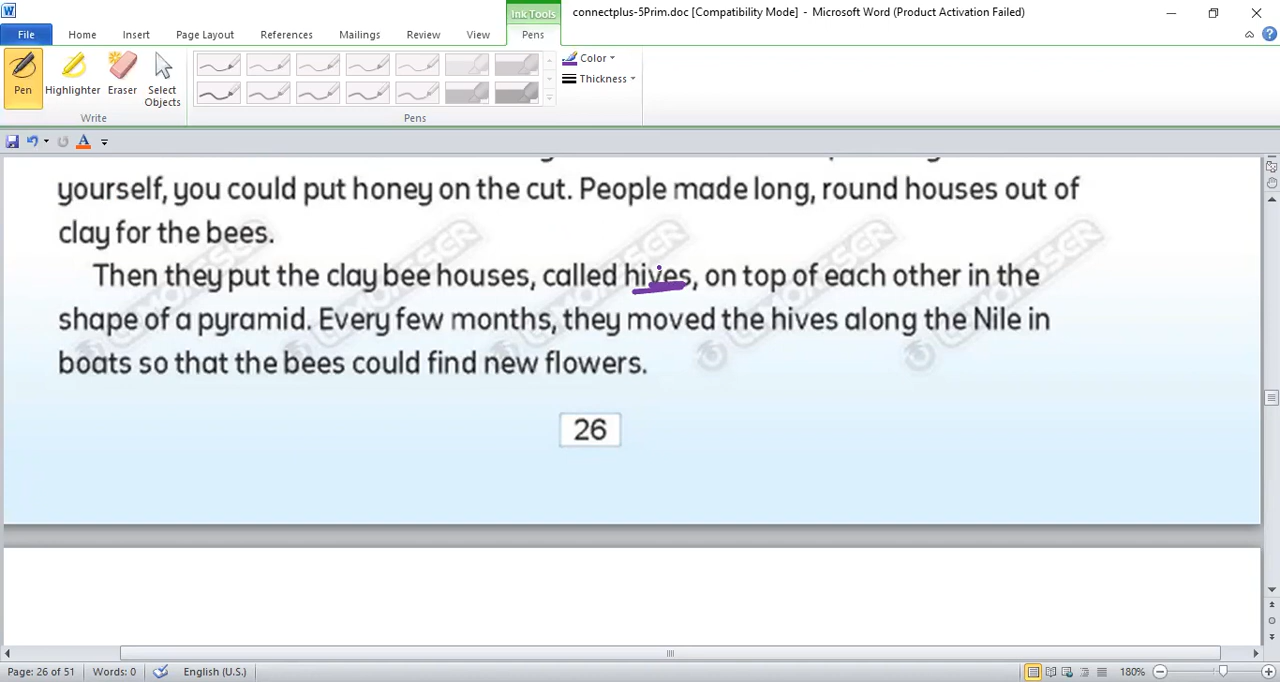 Ink Tools
connectplus-5Prim.doc [Compatibility Mode] - Microsoft Word (Product Activation Failed)
File Home Insert Page Layout References Mailings Review View Pens
Pen Highlighter Eraser Select Objects
Color
Thickness
Write Pens
yourself, you could put honey on the cut. People made long, round houses out of
clay for the bees.
Then they put the clay bee houses, called hives, on top of each other in the
shape of a pyramid. Every few months, they moved the hives along the Nile in
boats so that the bees could find new flowers.
26
Page: 26 of 51 Words: 0 English (U.S.) 180%